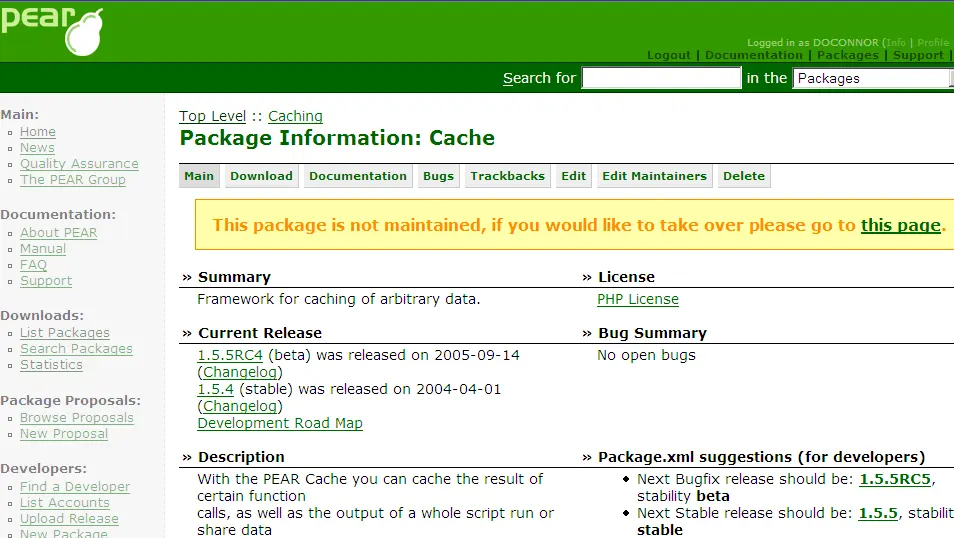 pear
Logged in as DOCONNOR (Info | Profile
Logout | Documentation | Packages | Support |
Search for in the Packages
Main:
Home
News
Quality Assurance
The PEAR Group
Documentation:
About PEAR
Manual
FAQ
Support
Downloads:
List Packages
Search Packages
Statistics
Package Proposals:
Browse Proposals
New Proposal
Developers:
Find a Developer
List Accounts
Upload Release
New Package
Top Level :: Caching
Package Information: Cache
Main Download Documentation Bugs Trackbacks Edit Edit Maintainers Delete
This package is not maintained, if you would like to take over please go to this page.
» Summary
Framework for caching of arbitrary data.
» License
PHP License
» Current Release
1.5.5RC4 (beta) was released on 2005-09-14
(Changelog)
1.5.4 (stable) was released on 2004-04-01
(Changelog)
Development Road Map
» Bug Summary
No open bugs
» Description
With the PEAR Cache you can cache the result of
certain function
calls, as well as the output of a whole script run or
share data
» Package.xml suggestions (for developers)
Next Bugfix release should be: 1.5.5RC5,
stability beta
Next Stable release should be: 1.5.5, stabilit
stable